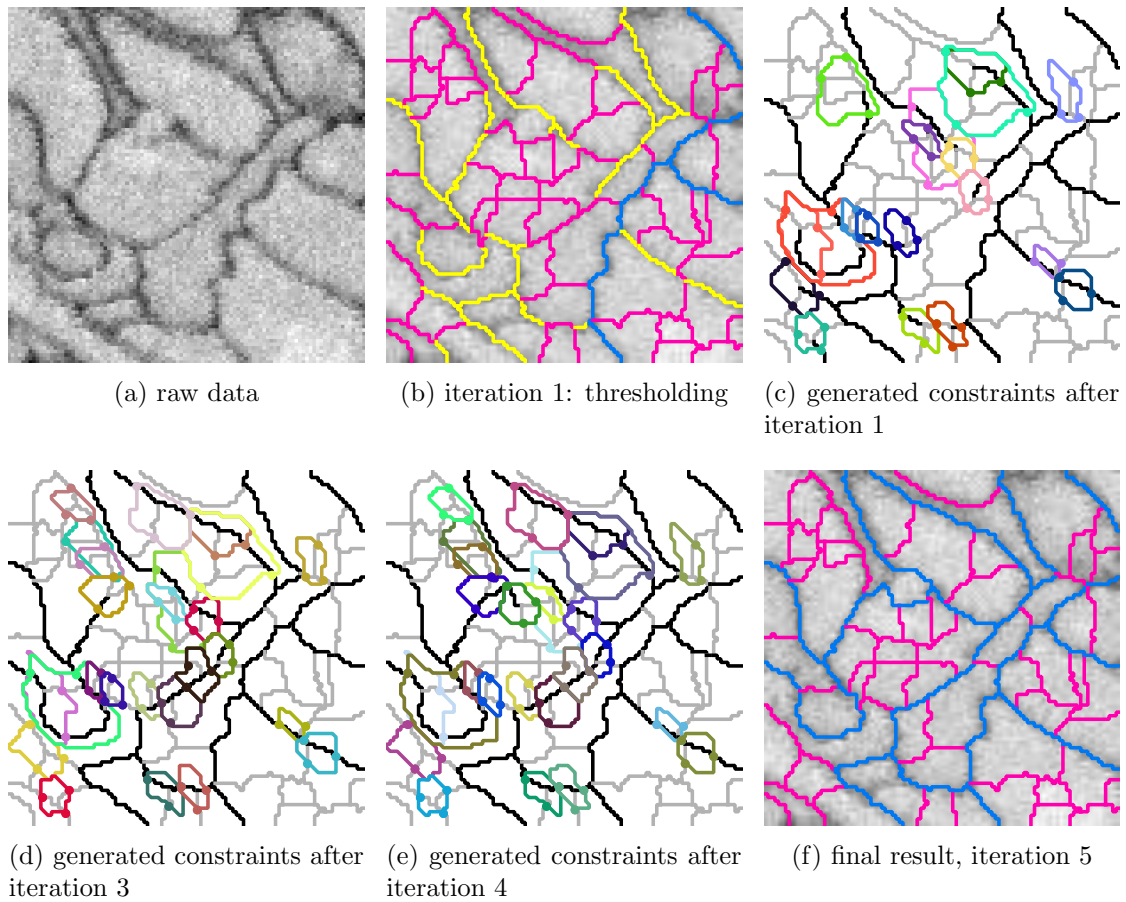 (a) raw data
(b) iteration 1: thresholding
(c) generated constraints after
iteration 1
(d) generated constraints after
iteration 3
(e) generated constraints after
iteration 4
(f) final result, iteration 5